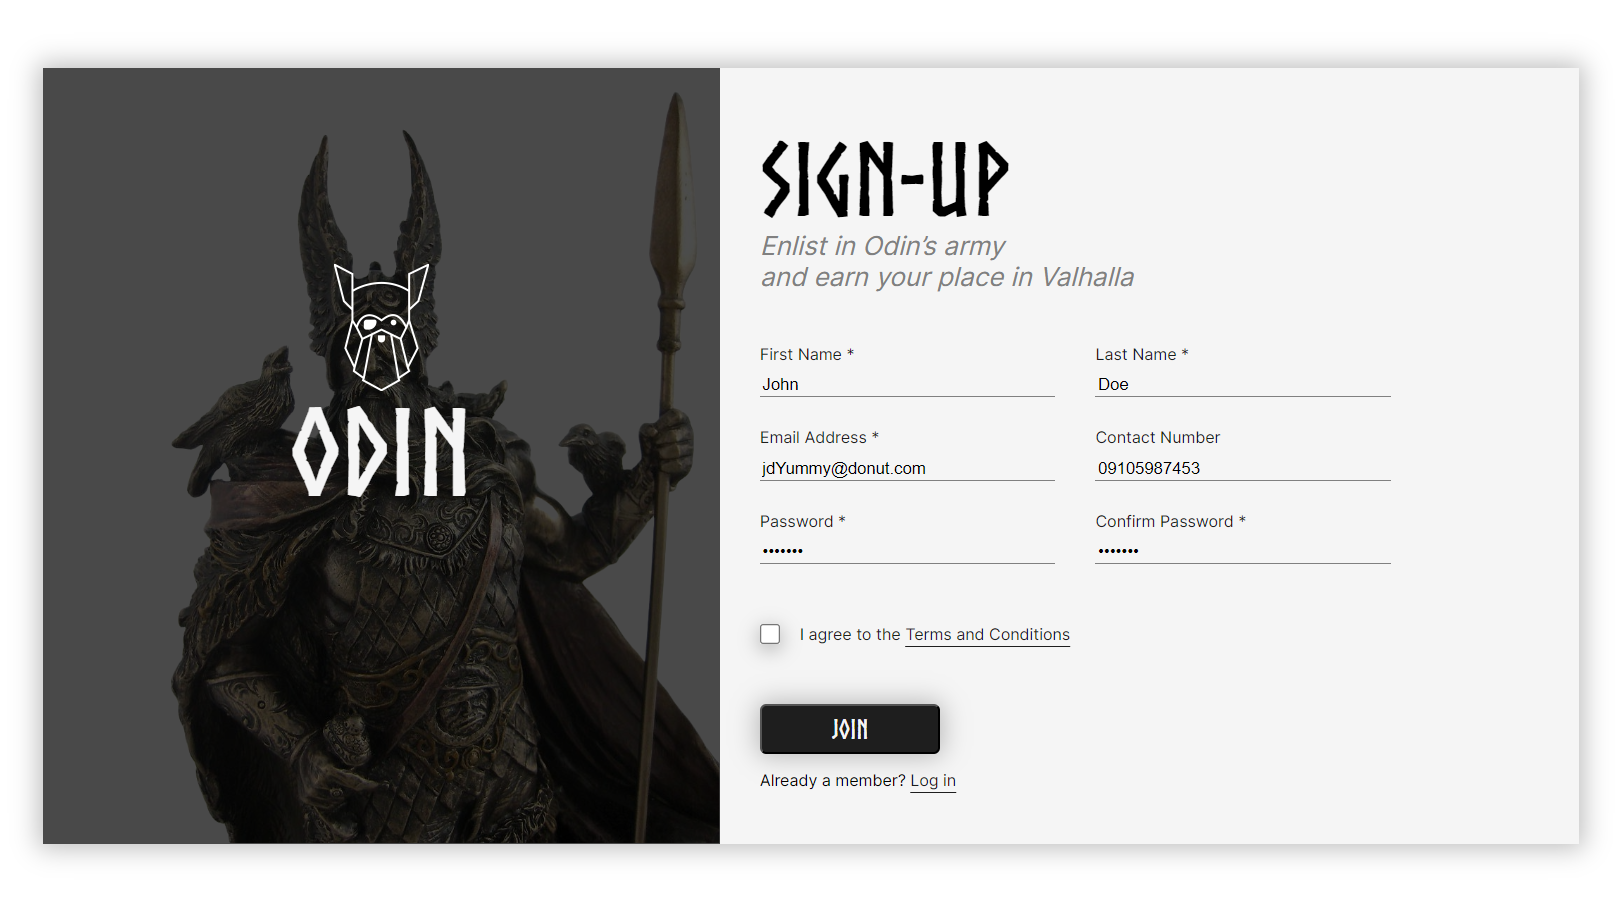 ODIN
SIGN-UP
Enlist in Odin’s army
and earn your place in Valhalla
First Name *
Last Name *
John
Doe
Email Address *
Contact Number
jdYummy@donut.com
09105987453
Password *
Confirm Password *
•••••••
•••••••
I agree to the Terms and Conditions
JOIN
Already a member? Log in